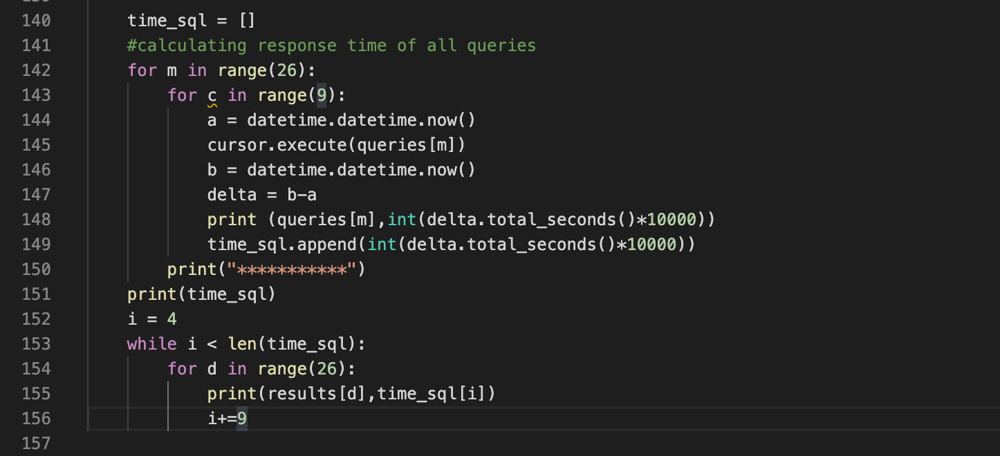 140 time_sql = []
141 #calculating response time of all queries
142 for m in range(26):
143 for c in range(9):
144 a = datetime.datetime.now()
145 cursor.execute(queries[m])
146 b = datetime.datetime.now()
147 delta = b-a
148 print (queries[m],int(delta.total_seconds()*10000))
149 time_sql.append(int(delta.total_seconds()*10000))
150 print("***********")
151 print(time_sql)
152 i = 4
153 while i < len(time_sql):
154 for d in range(26):
155 print(results[d],time_sql[i])
156 i+=9
157